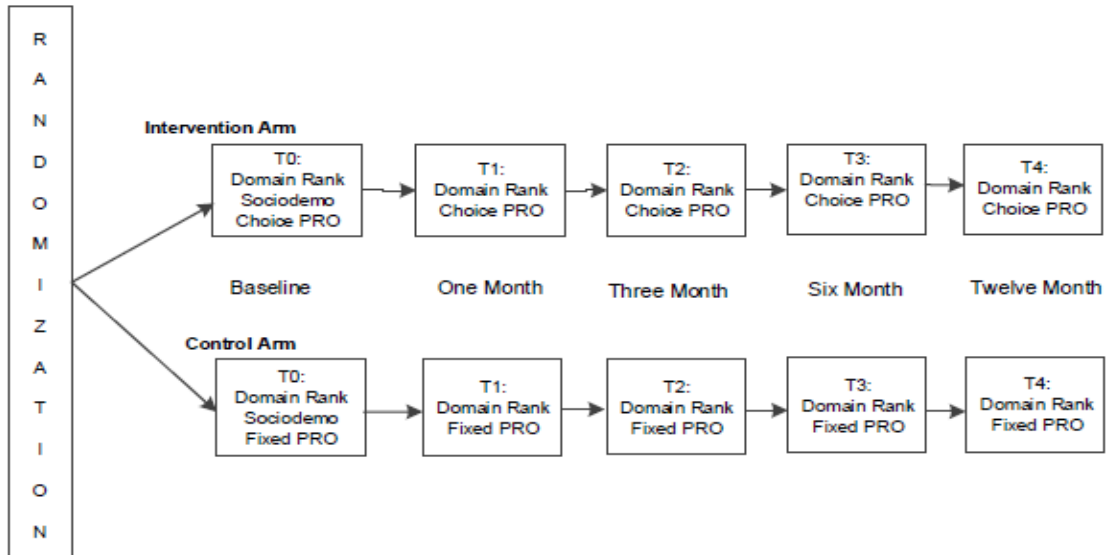 RANDOMIZATION
Intervention Arm
T0:
Domain Rank
Sociodemo
Choice PRO
T1:
Domain Rank
Choice PRO
T2:
Domain Rank
Choice PRO
T3:
Domain Rank
Choice PRO
T4:
Domain Rank
Choice PRO
Baseline
One Month
Three Month
Six Month
Twelve Month
Control Arm
T0:
Domain Rank
Sociodemo
Fixed PRO
T1:
Domain Rank
Fixed PRO
T2:
Domain Rank
Fixed PRO
T3:
Domain Rank
Fixed PRO
T4:
Domain Rank
Fixed PRO